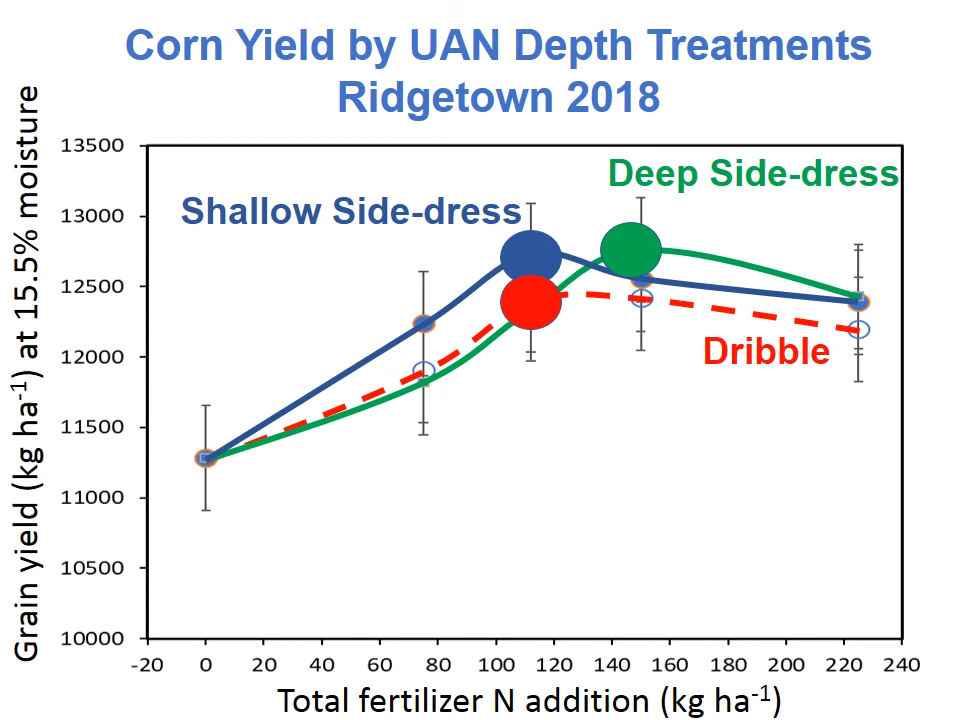 Corn Yield by UAN Depth Treatments
Ridgetown 2018
Grain yield (kg ha-1) at 15.5% moisture
13500
13000
12500
12000
11500
11000
10500
10000
Deep Side-dress
Shallow Side-dress
Dribble
-20 0 20 40 60 80 100 120 140 160 180 200 220 240
Total fertilizer N addition (kg ha-1)